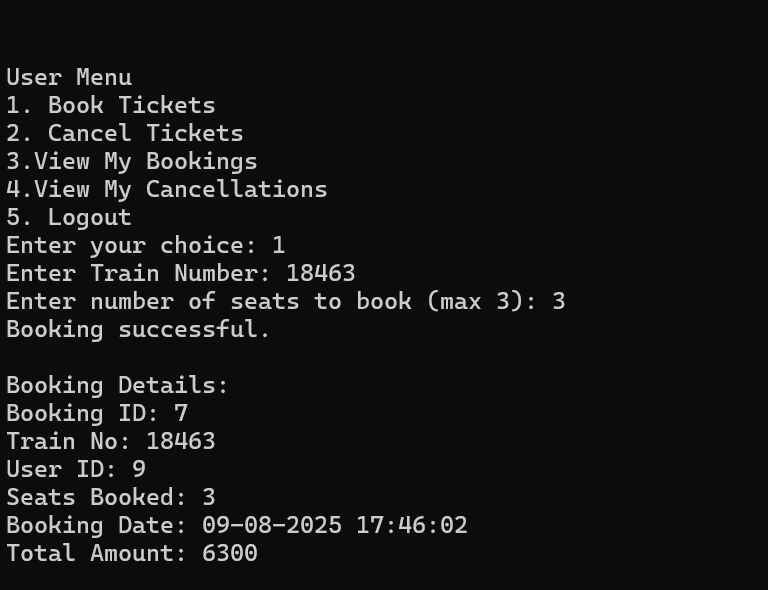 User Menu
1. Book Tickets
2. Cancel Tickets
3.View My Bookings
4.View My Cancellations
5. Logout
Enter your choice: 1
Enter Train Number: 18463
Enter number of seats to book (max 3): 3
Booking successful.

Booking Details:
Booking ID: 7
Train No: 18463
User ID: 9
Seats Booked: 3
Booking Date: 09-08-2025 17:46:02
Total Amount: 6300